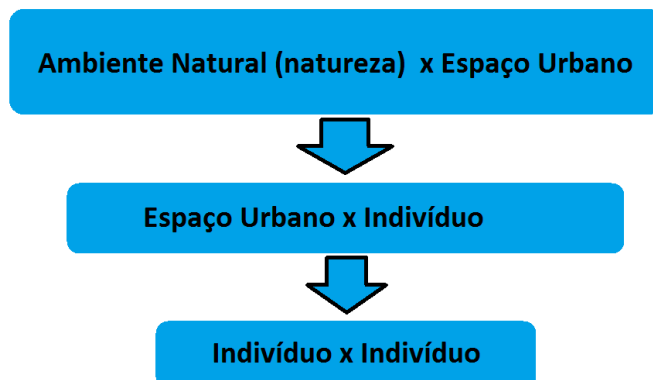 Ambiente Natural (natureza) x Espaço Urbano
Espaço Urbano x Indivíduo
Indivíduo x Indivíduo